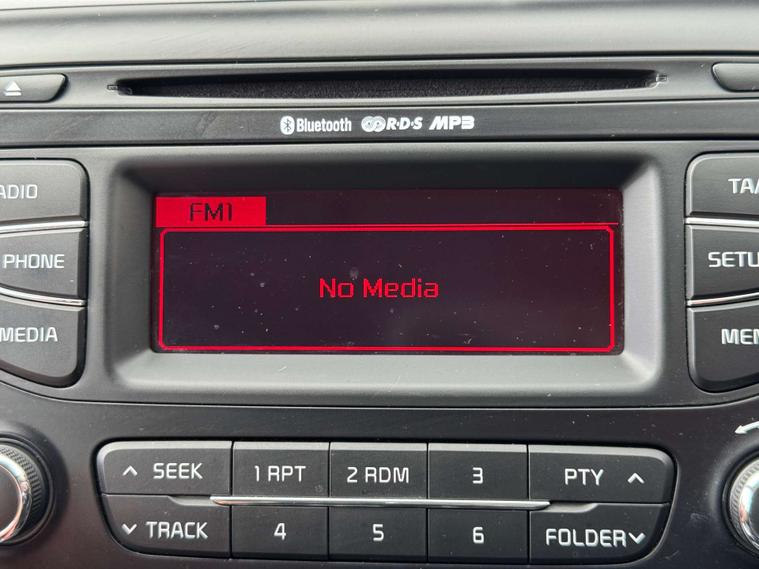 Bluetooth R·D·S MP3
FM1
No Media
PHONE
MEDIA
SEEK
1 RPT
2 RDM
3
PTY
TRACK
4
5
6
FOLDER